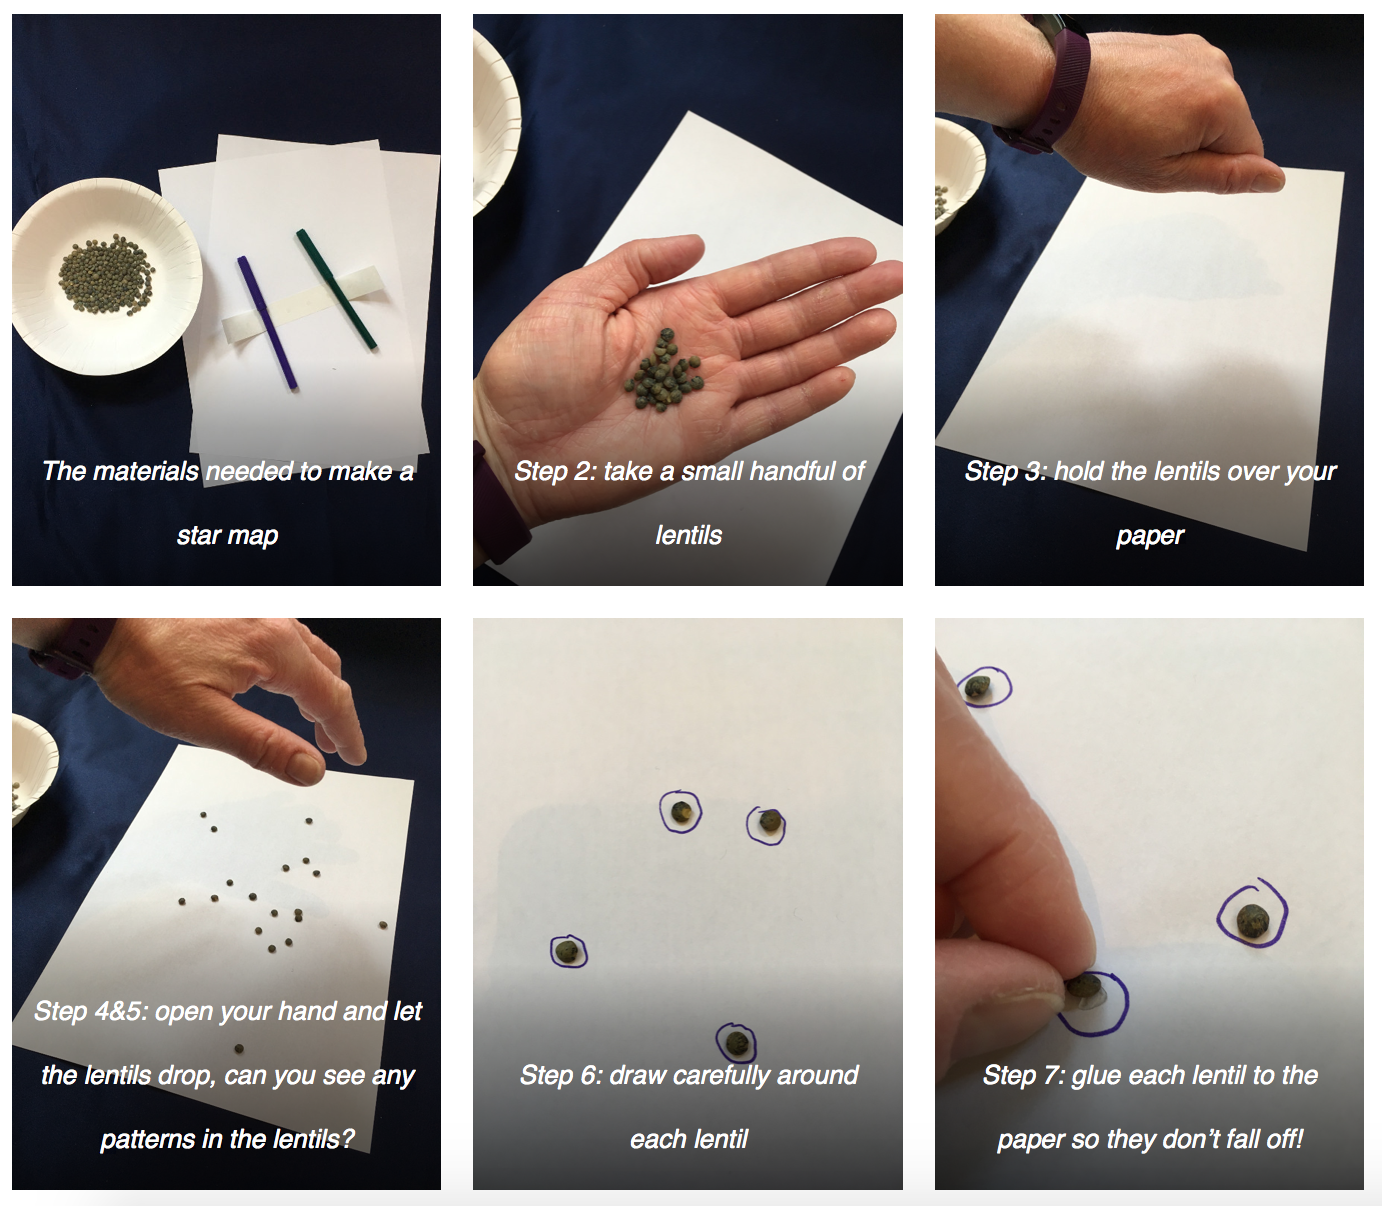 The materials needed to make a
star map
Step 2: take a small handful of
lentils
Step 3: hold the lentils over your
paper
Step 4&5: open your hand and let
the lentils drop, can you see any
patterns in the lentils?
Step 6: draw carefully around
each lentil
Step 7: glue each lentil to the
paper so they don’t fall off!